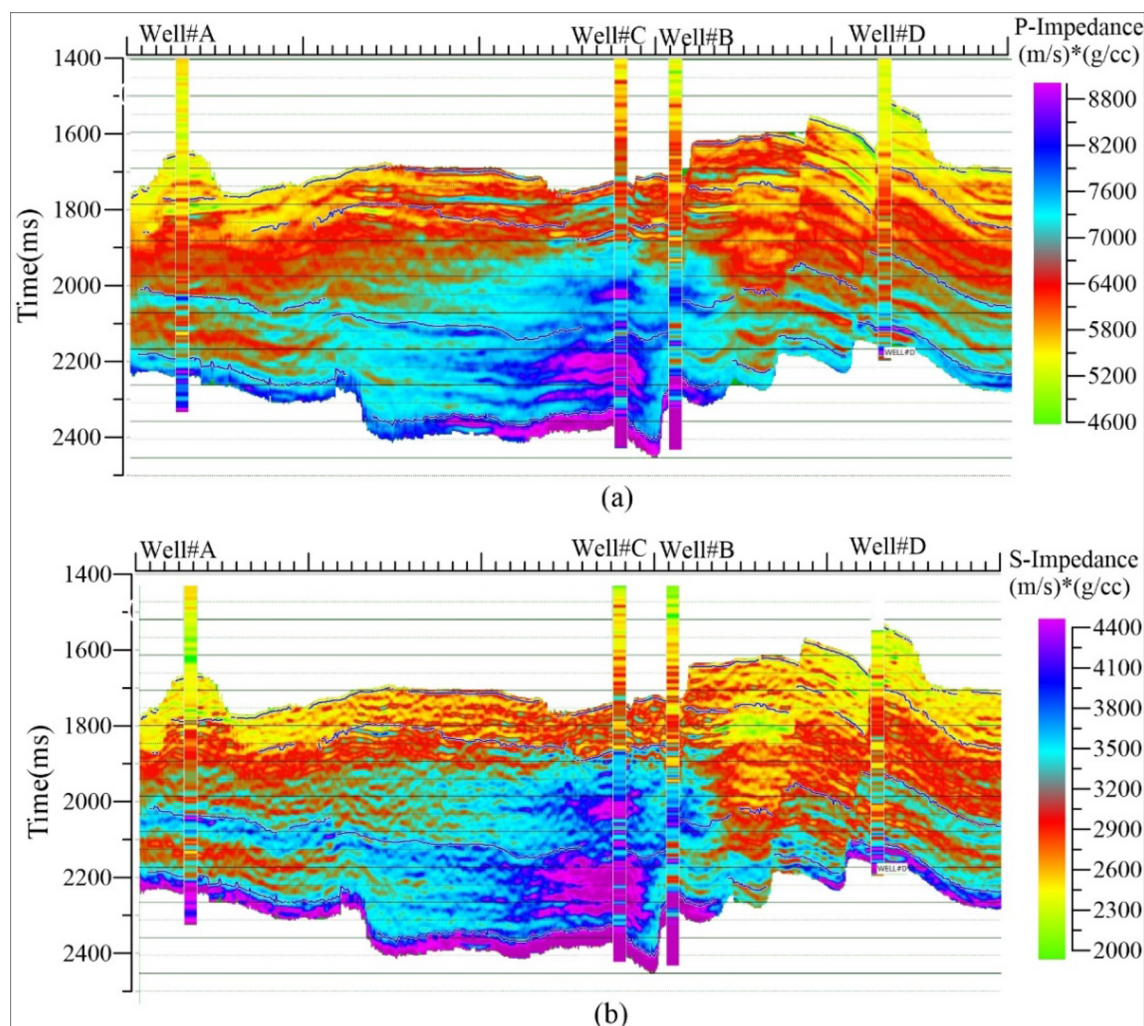 Well#A Well#C Well#B Well#D
P-Impedance
(m/s)*(g/cc)
1400
1600
1800
2000
2200
2400
Time(ms)
8800
8200
7600
7000
6400
5800
5200
4600
WELL#D
(a)
Well#A Well#C Well#B Well#D
S-Impedance
(m/s)*(g/cc)
1400
1600
1800
2000
2200
2400
Time(ms)
4400
4100
3800
3500
3200
2900
2600
2300
2000
WELL#D
(b)